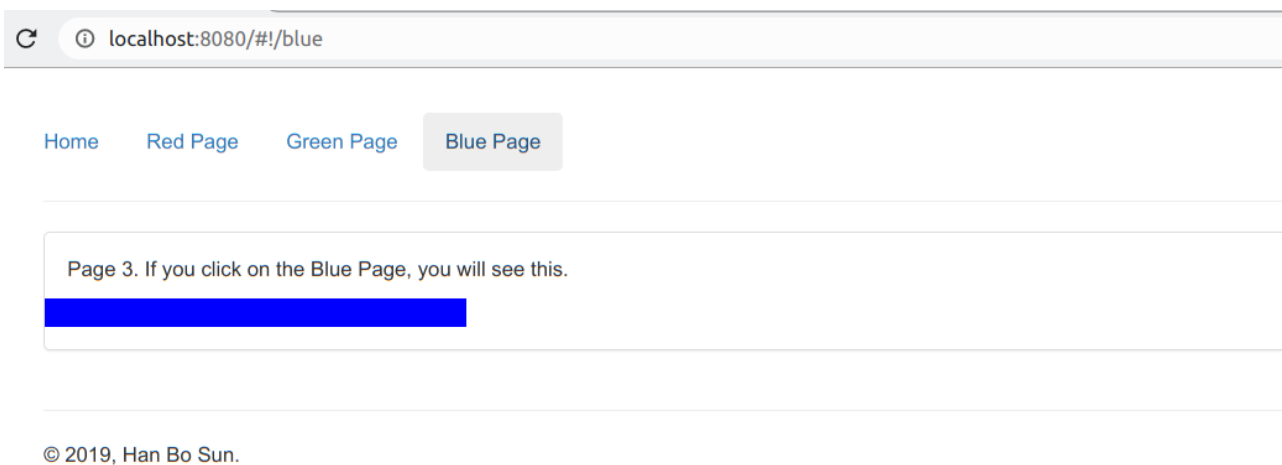 localhost:8080/#!/blue
Home Red Page Green Page Blue Page
Page 3. If you click on the Blue Page, you will see this.
© 2019, Han Bo Sun.